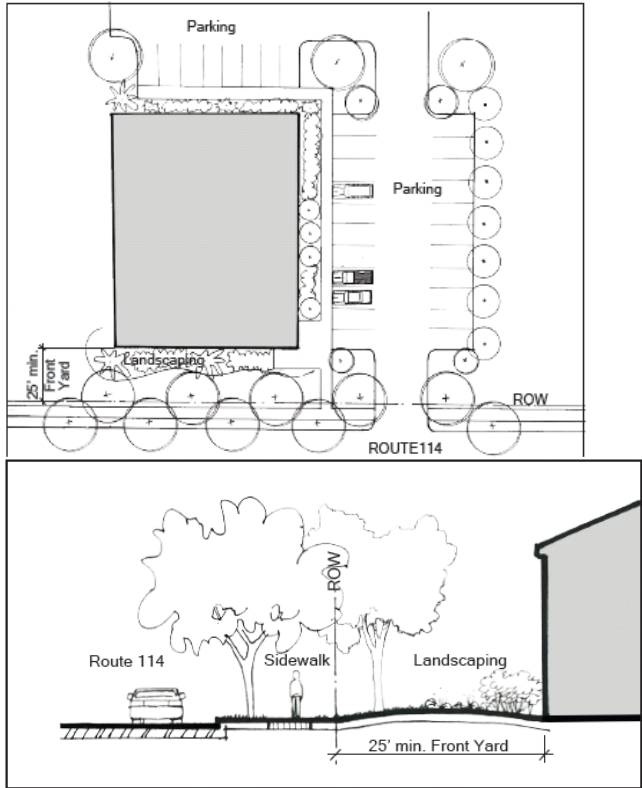 Parking
Parking
Landscaping
25' min.
Front
Yard
ROW
ROUTE114
ROW
Route 114
Sidewalk
Landscaping
25' min. Front Yard